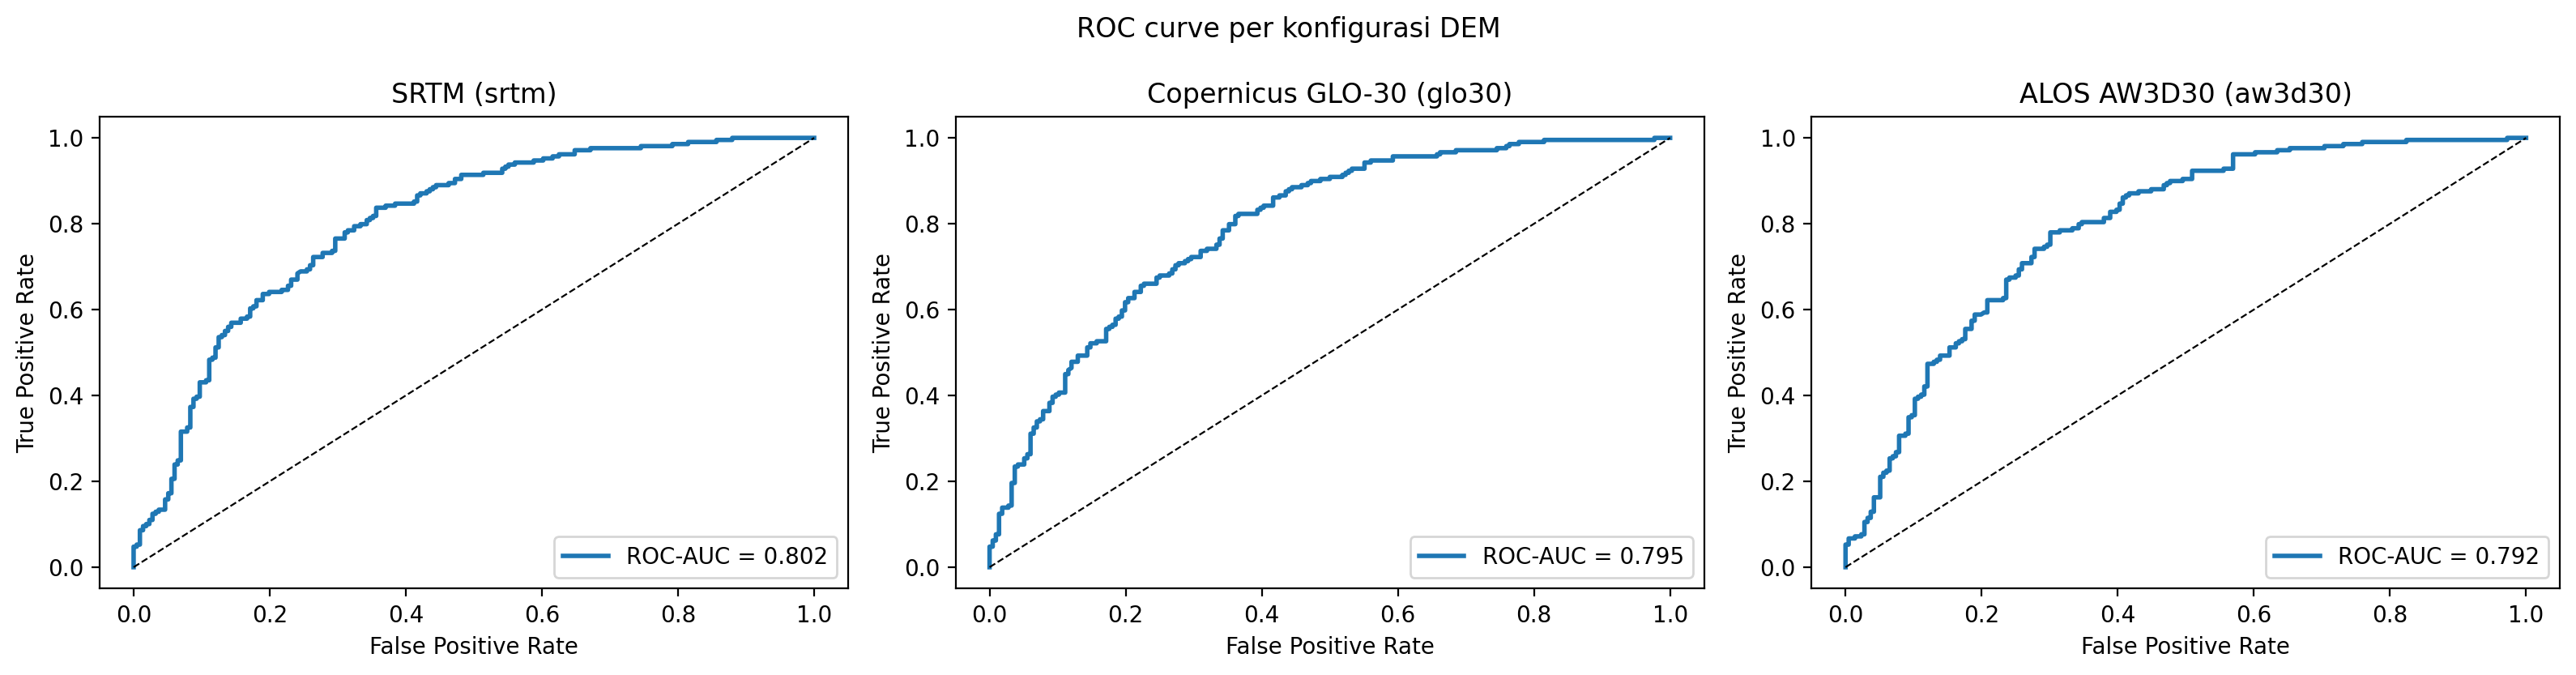 ROC curve per konfigurasi DEM
SRTM (srtm)
1.0
0.8
0.6
0.4
0.2
0.0
True Positive Rate
0.0 0.2 0.4 0.6 0.8 1.0
False Positive Rate
ROC-AUC = 0.802
Copernicus GLO-30 (glo30)
1.0
0.8
0.6
0.4
0.2
0.0
True Positive Rate
0.0 0.2 0.4 0.6 0.8 1.0
False Positive Rate
ROC-AUC = 0.795
ALOS AW3D30 (aw3d30)
1.0
0.8
0.6
0.4
0.2
0.0
True Positive Rate
0.0 0.2 0.4 0.6 0.8 1.0
False Positive Rate
ROC-AUC = 0.792